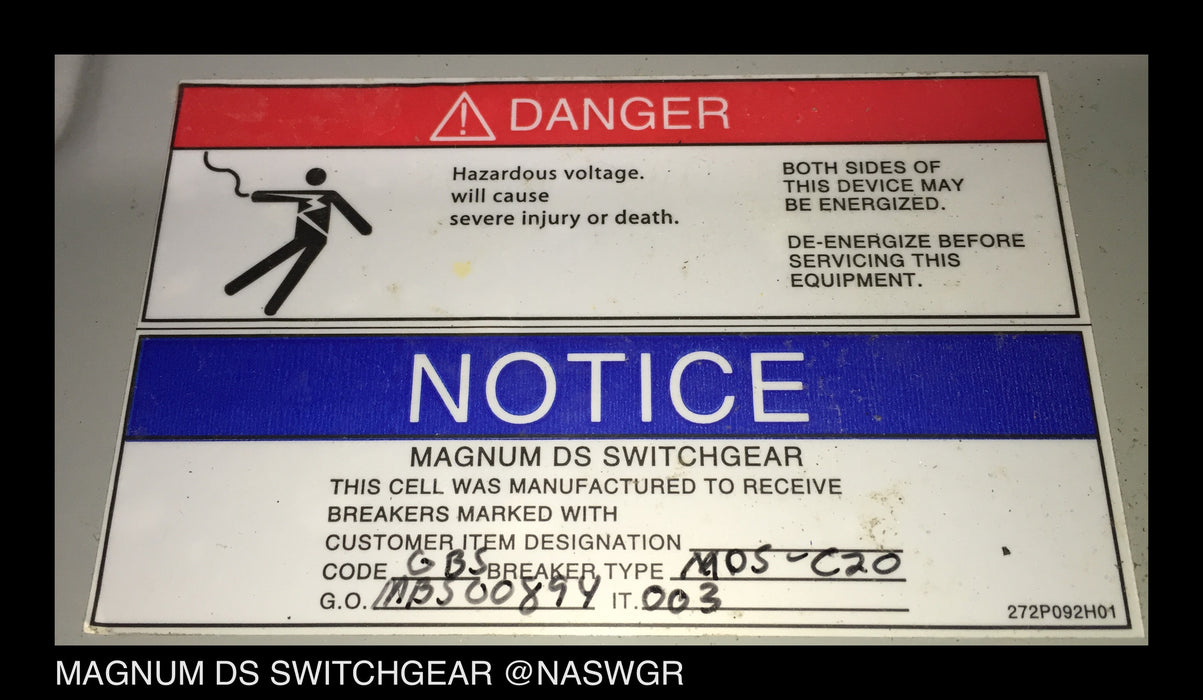 DANGER
Hazardous voltage.
will cause
severe injury or death.
BOTH SIDES OF
THIS DEVICE MAY
BE ENERGIZED.
DE-ENERGIZE BEFORE
SERVICING THIS
EQUIPMENT.
NOTICE
MAGNUM DS SWITCHGEAR
THIS CELL WAS MANUFACTURED TO RECEIVE
BREAKERS MARKED WITH
CUSTOMER ITEM DESIGNATION
CODE GBS BREAKER TYPE MDS-C20
G.O. MBS00894 IT. 003
272P092H01
MAGNUM DS SWITCHGEAR @NASWGR